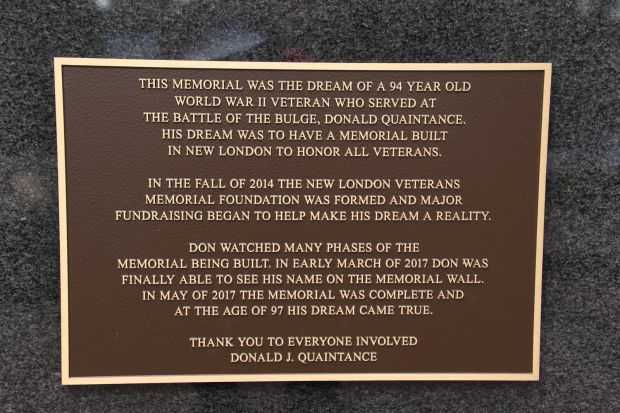 THIS MEMORIAL WAS THE DREAM OF A 94 YEAR OLD
WORLD WAR II VETERAN WHO SERVED AT
THE BATTLE OF THE BULGE, DONALD QUAINTANCE.
HIS DREAM WAS TO HAVE A MEMORIAL BUILT
IN NEW LONDON TO HONOR ALL VETERANS.
IN THE FALL OF 2014 THE NEW LONDON VETERANS
MEMORIAL FOUNDATION WAS FORMED AND MAJOR
FUNDRAISING BEGAN TO HELP MAKE HIS DREAM A REALITY.
DON WATCHED MANY PHASES OF THE
MEMORIAL BEING BUILT. IN EARLY MARCH OF 2017 DON WAS
FINALLY ABLE TO SEE HIS NAME ON THE MEMORIAL WALL.
IN MAY OF 2017 THE MEMORIAL WAS COMPLETE AND
AT THE AGE OF 97 HIS DREAM CAME TRUE.
THANK YOU TO EVERYONE INVOLVED
DONALD J. QUAINTANCE